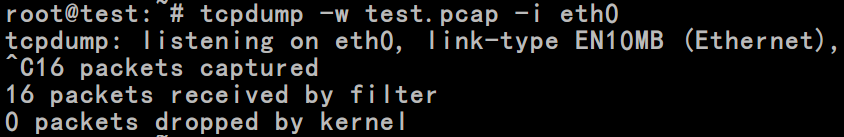 root@test:~# tcpdump -w test.pcap -i eth0
tcpdump: listening on eth0, link-type EN10MB (Ethernet),
^C16 packets captured
16 packets received by filter
0 packets dropped by kernel